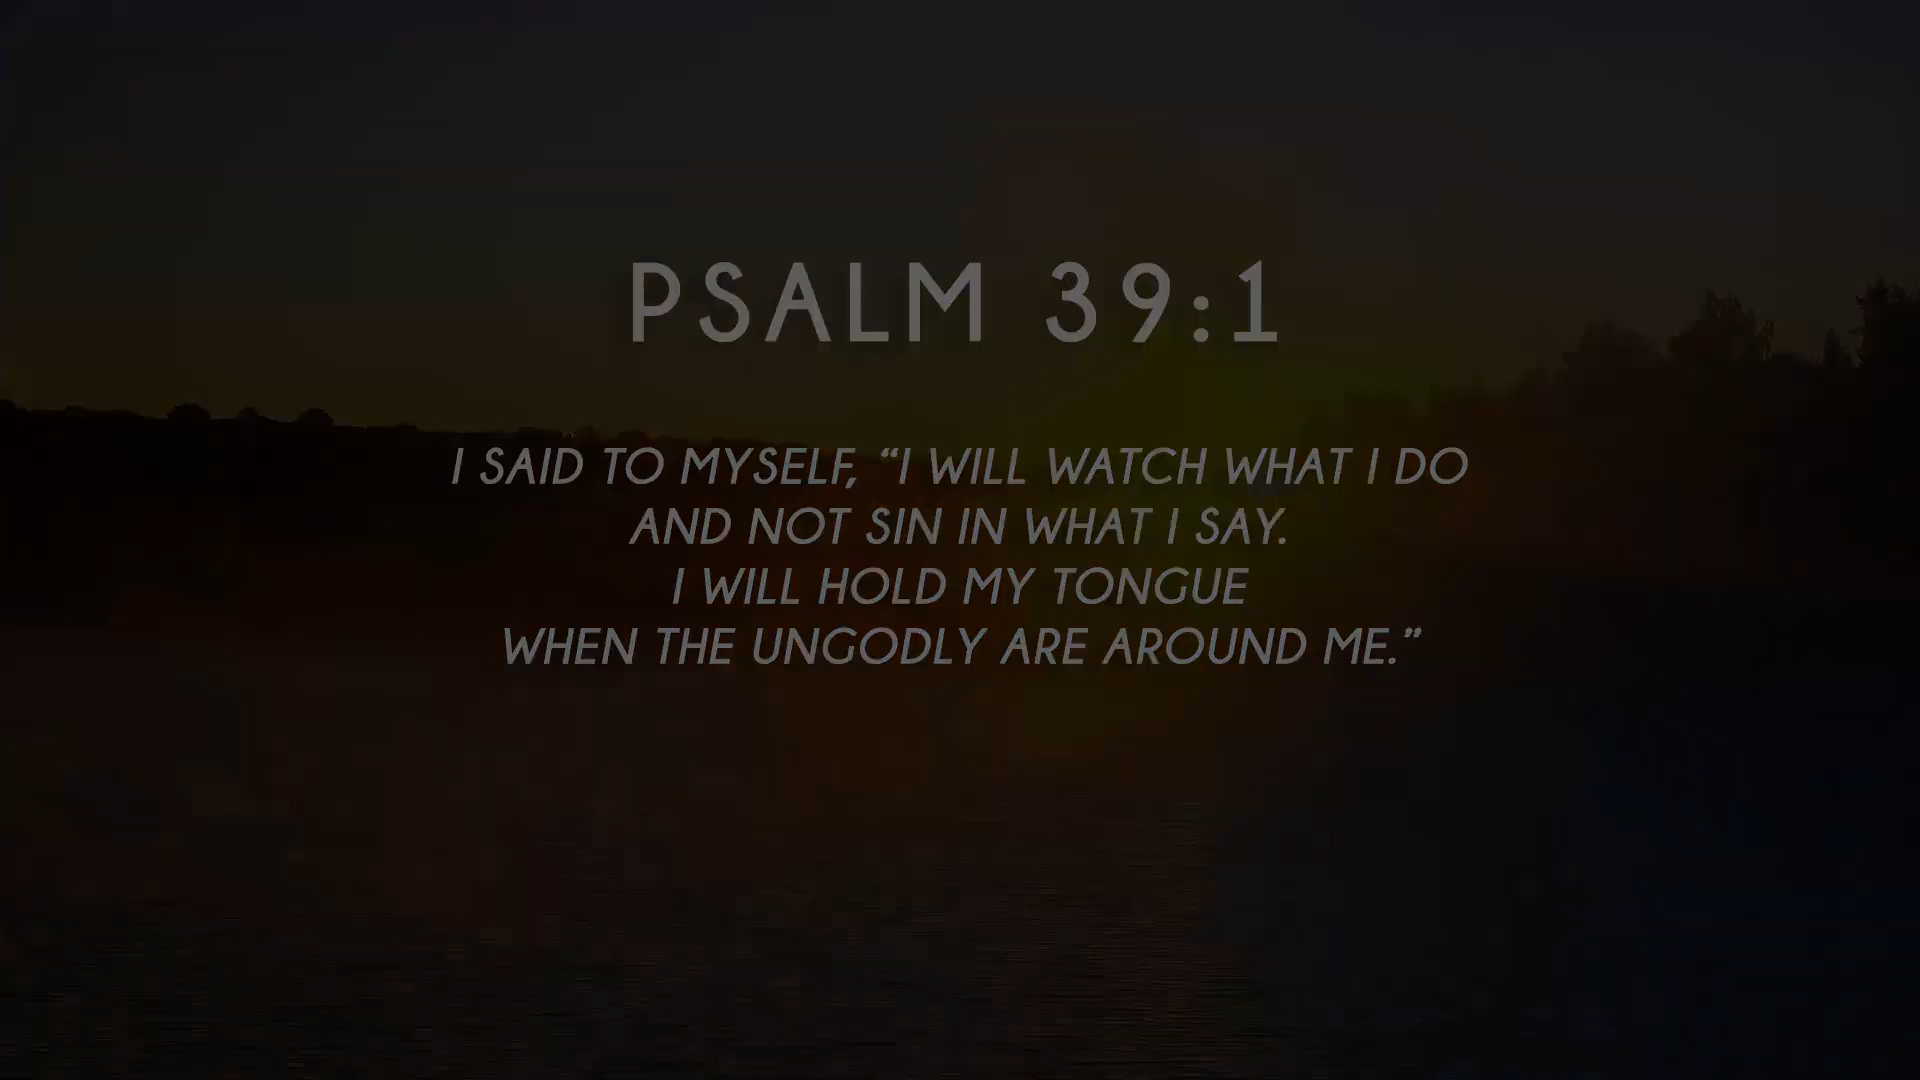 PSALM 39:1
I SAID TO MYSELF, “I WILL WATCH WHAT I DO
AND NOT SIN IN WHAT I SAY.
I WILL HOLD MY TONGUE
WHEN THE UNGODLY ARE AROUND ME.”